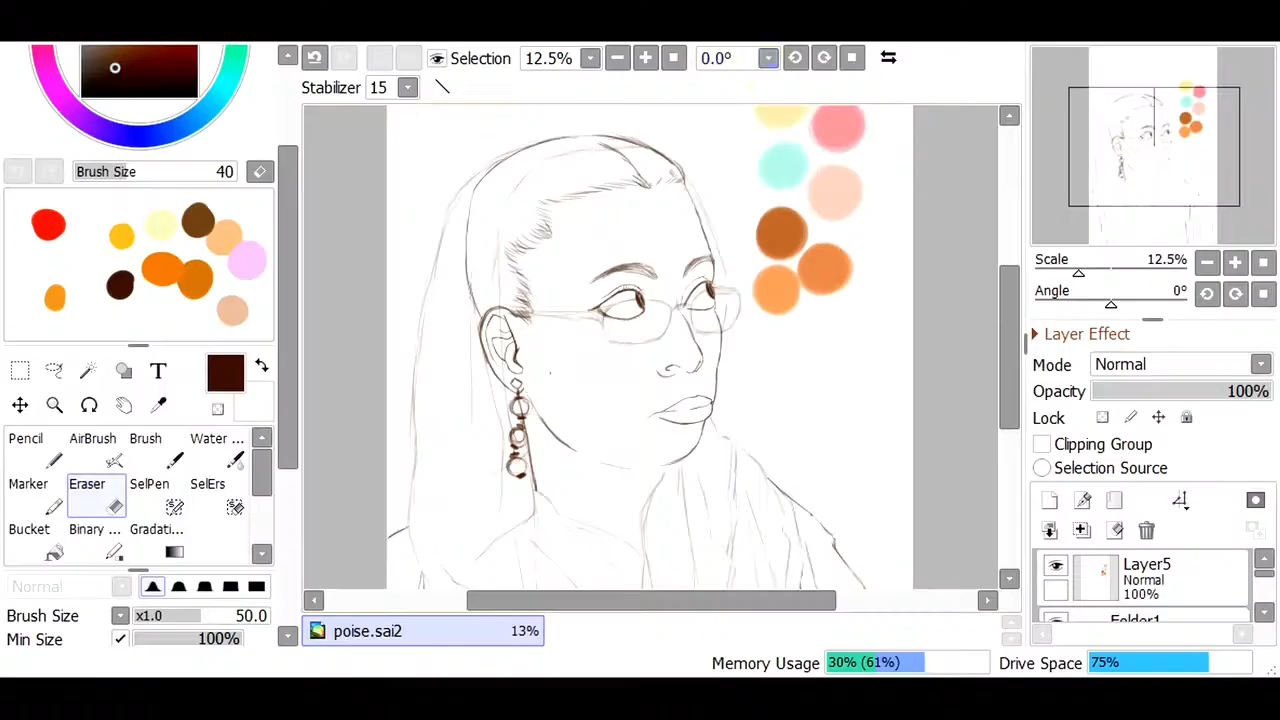 Selection 12.5% 0.0º
Stabilizer 15
Brush Size 40
Scale 12.5%
Angle 0º
Layer Effect
Mode Normal
Opacity 100%
Lock
Clipping Group
Selection Source
T
Pencil AirBrush Brush Water ...
Marker Eraser SelPen SelErs
Bucket Binary ... Gradati...
Normal
Brush Size x1.0 50.0
Min Size 100%
Layer5
Normal
100%
Folder1
poise.sai2 13%
Memory Usage 30% (61%) Drive Space 75%